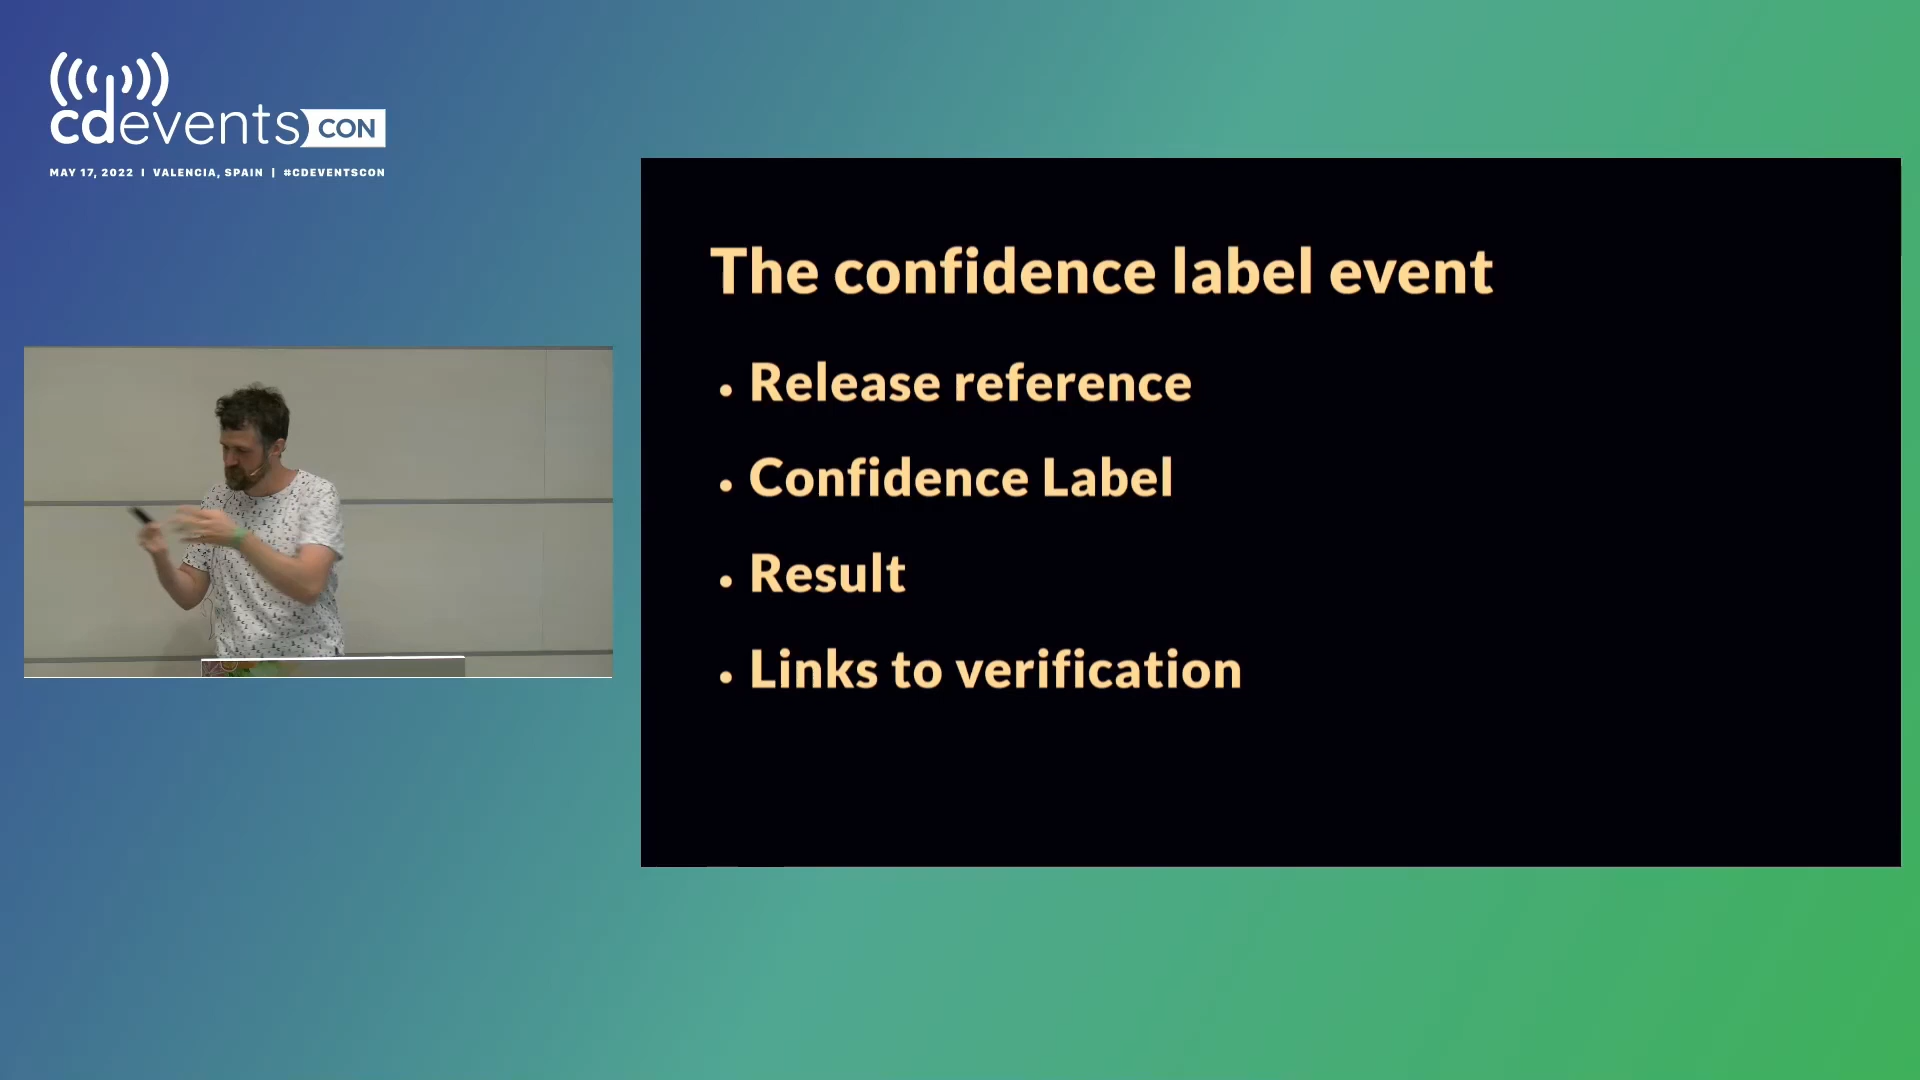 cdevents CON
MAY 17, 2022 I VALENCIA, SPAIN | #CDEVENTSCON
The confidence label event
• Release reference
• Confidence Label
• Result
• Links to verification